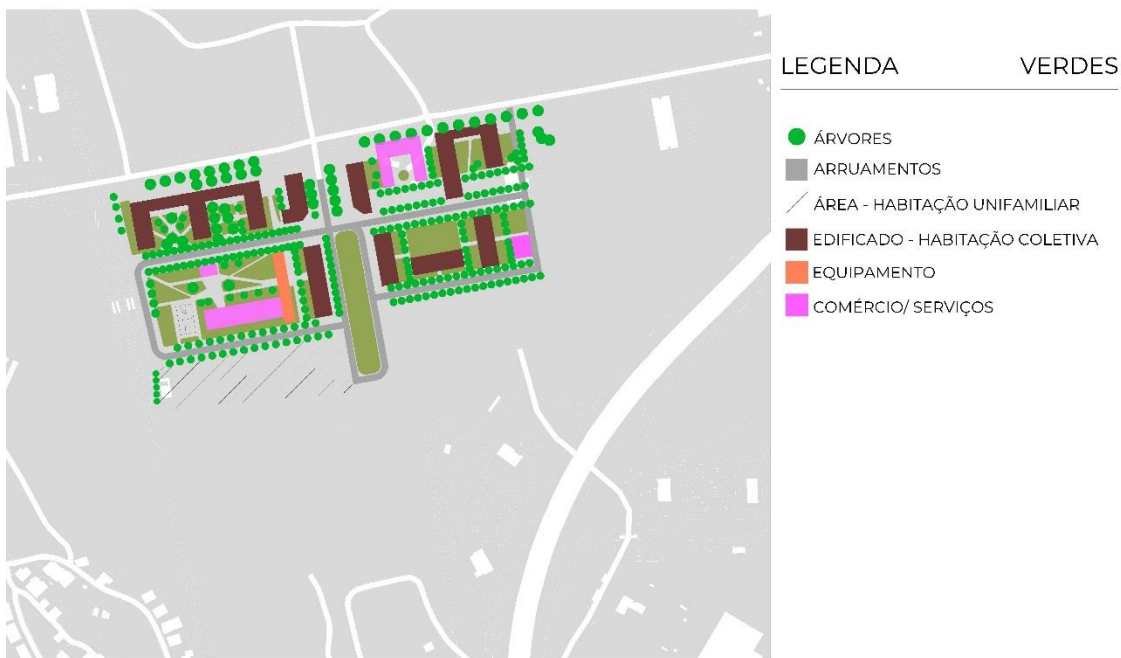 LEGENDA VERDES
ÁRVORES
ARRUAMENTOS
ÁREA - HABITAÇÃO UNIFAMILIAR
EDIFICADO - HABITAÇÃO COLETIVA
EQUIPAMENTO
COMÉRCIO/ SERVIÇOS